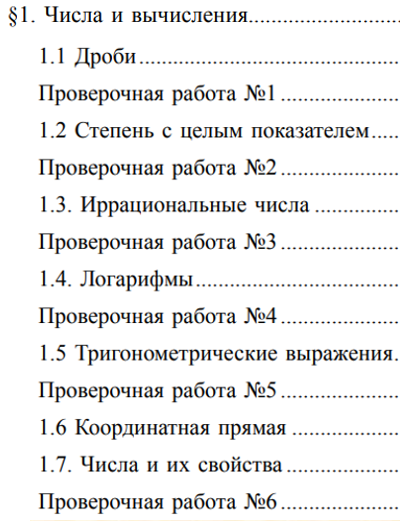 §1. Числа и вычисления............................
1.1 Дроби...............................................
Проверочная работа №1.....................
1.2 Степень с целым показателем.....
Проверочная работа №2.....................
1.3. Иррациональные числа ...............
Проверочная работа №3.....................
1.4. Логарифмы....................................
Проверочная работа №4.....................
1.5 Тригонометрические выражения.
Проверочная работа №5.....................
1.6 Координатная прямая ...................
1.7. Числа и их свойства ....................
Проверочная работа №6.....................